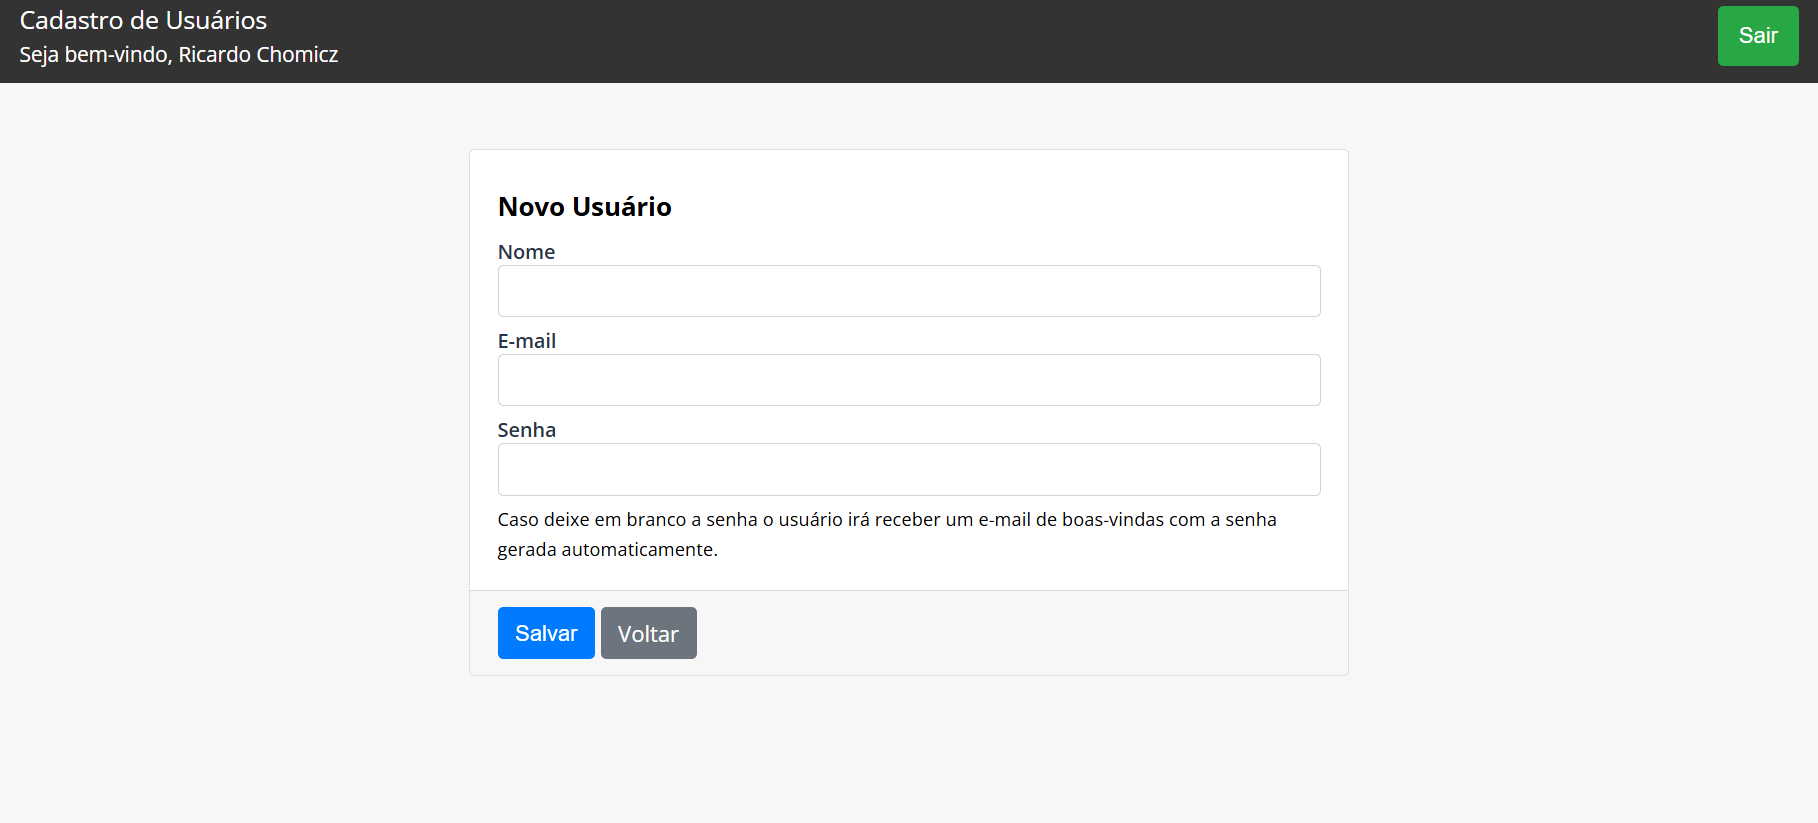 Cadastro de Usuários
Seja bem-vindo, Ricardo Chomicz
Sair
Novo Usuário
Nome
E-mail
Senha
Caso deixe em branco a senha o usuário irá receber um e-mail de boas-vindas com a senha
gerada automaticamente.
Salvar
Voltar